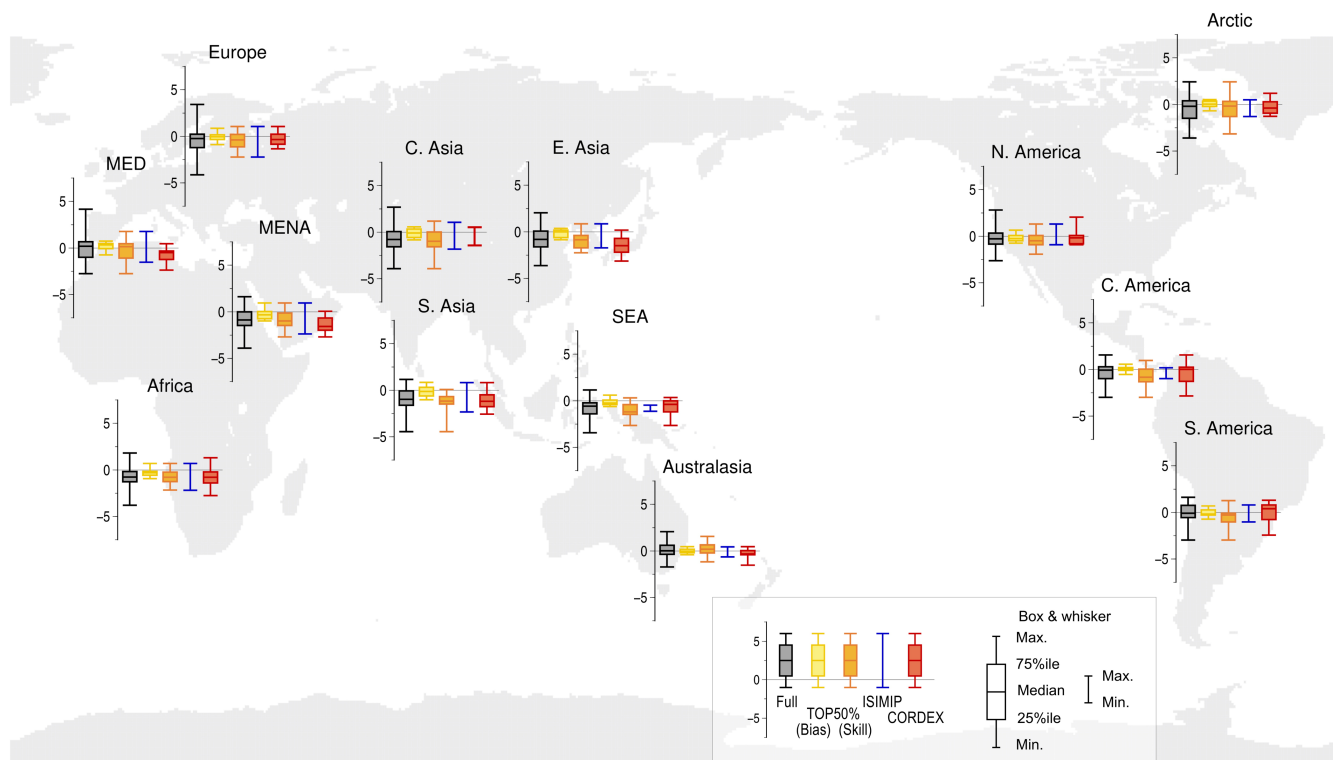 Arctic
5
0
−5
Europe
5
0
−5
MED
5
0
−5
C. Asia
5
0
−5
E. Asia
5
0
−5
N. America
5
0
−5
MENA
5
0
−5
S. Asia
5
0
−5
SEA
5
0
−5
C. America
5
0
−5
Africa
5
0
−5
S. America
5
0
−5
Australasia
5
0
−5
5
0
−5
Full
TOP50%
(Bias) (Skill)
ISIMIP
CORDEX
Box & whisker
Max.
75%ile
Median
25%ile
Min.
Max.
Min.